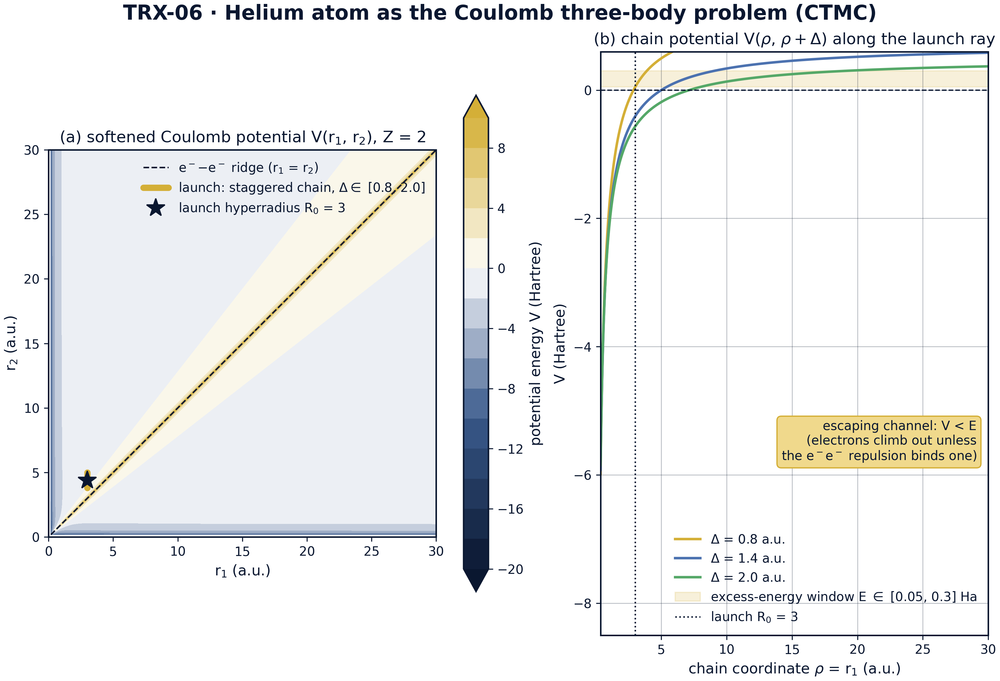 TRX-06 · Helium atom as the Coulomb three-body problem (CTMC)
(a) softened Coulomb potential V(r₁, r₂), Z = 2
e⁻−e⁻ ridge (r₁ = r₂)
launch: staggered chain, Δ ∈ [0.8, 2.0]
launch hyperradius R₀ = 3
30
25
20
15
10
5
0
r₂ (a.u.)
0
5
10
15
20
25
30
r₁ (a.u.)
8
4
0
−4
−8
−12
−16
−20
potential energy V (Hartree)
(b) chain potential V(ρ, ρ + Δ) along the launch ray
0
−2
−4
−6
−8
V (Hartree)
escaping channel: V < E
(electrons climb out unless
the e⁻e⁻ repulsion binds one)
Δ = 0.8 a.u.
Δ = 1.4 a.u.
Δ = 2.0 a.u.
excess-energy window E ∈ [0.05, 0.3] Ha
launch R₀ = 3
5
10
15
20
25
30
chain coordinate ρ = r₁ (a.u.)